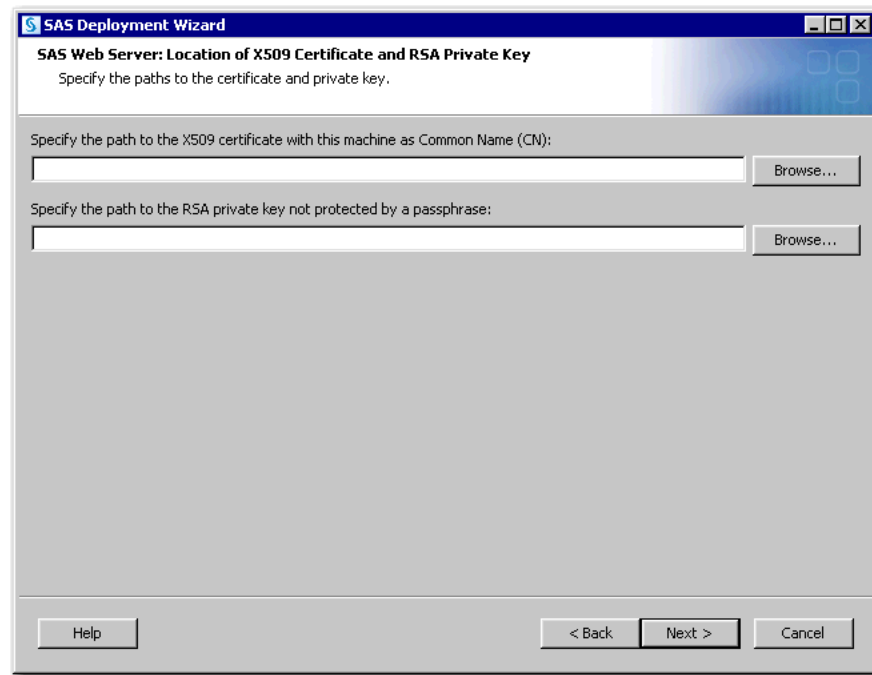 SAS Deployment Wizard
SAS Web Server: Location of X509 Certificate and RSA Private Key
Specify the paths to the certificate and private key.
Specify the path to the X509 certificate with this machine as Common Name (CN):
Browse...
Specify the path to the RSA private key not protected by a passphrase:
Browse...
Help
< Back
Next >
Cancel